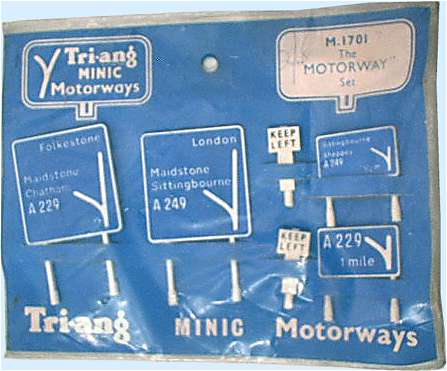 Tri-ang
MINIC
Motorways
M.1701
The
MOTORWAY
Set
Folkestone
Maidstone
Chatham
A 229
London
Maidstone
Sittingbourne
A 249
KEEP
LEFT
Sittingbourne
Sheppey
A 249
KEEP
LEFT
A 229
1 mile
Tri-ang MINIC Motorways